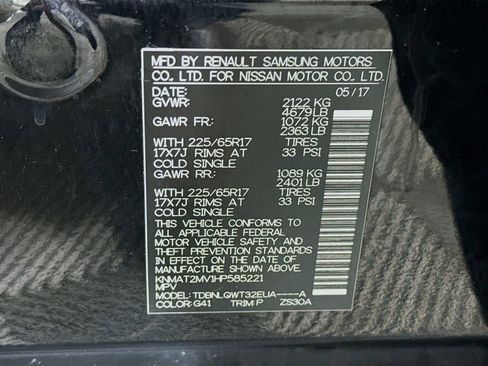 MFD BY RENAULT SAMSUNG MOTORS
CO., LTD. FOR NISSAN MOTOR CO., LTD.
DATE: 05/17
GVWR: 2122 KG
4679LB
GAWR FR: 1072 KG
2363LB
WITH 225/65R17 TIRES
17X7J RIMS AT 33 PSI
COLD SINGLE
GAWR RR: 1089 KG
2401LB
WITH 225/65R17 TIRES
17X7J RIMS AT 33 PSI
COLD SINGLE
THIS VEHICLE CONFORMS TO
ALL APPLICABLE FEDERAL
MOTOR VEHICLE SAFETY AND
THEFT PREVENTION STANDARDS
IN EFFECT ON THE DATE OF
MANUFACTURE SHOWN ABOVE.
KNMAT2MV1HP585221
MPV
MODEL: TDBNLQWT32EUA----A
COLOR: G41 TRIM: P ZS30A